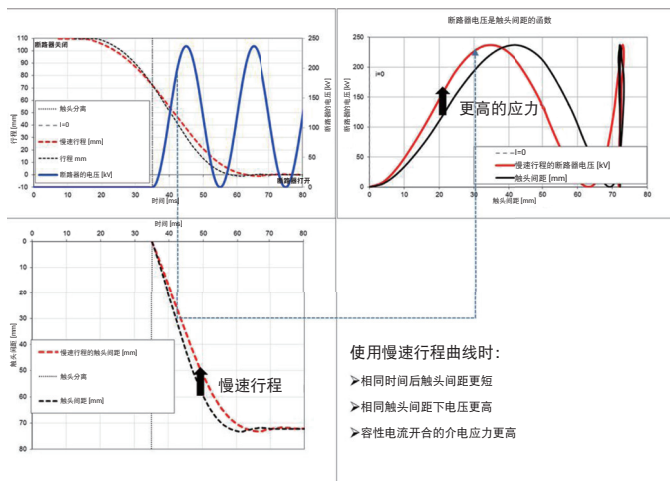 110
100
90
80
70
60
50
40
30
20
10
0
-10
行程 [mm]
断路器关闭
触头分离
I=0
慢速行程 [mm]
行程 mm
断路器的电压 [kV]
250
200
150
100
50
0
断路器的电压 [kV]
断路器打开
0 10 20 30 40 50 60 70 80
时间 [ms]
断路器电压是触头间距的函数
250
200
150
100
50
0
断路器电压 [kV]
i=0
更高的应力
I=0
慢速行程的断路器电压 [kV]
触头间距 [mm]
0 10 20 30 40 50 60 70 80
触头间距 [mm]
时间 [ms]
0 10 20 30 40 50 60 70 80
0
10
20
30
40
50
60
70
80
触头间距 [mm]
慢速行程的触头间距 [mm]
触头分离
触头间距 [mm]
慢速行程
使用慢速行程曲线时：
➢相同时间后触头间距更短
➢相同触头间距下电压更高
➢容性电流开合的介电应力更高